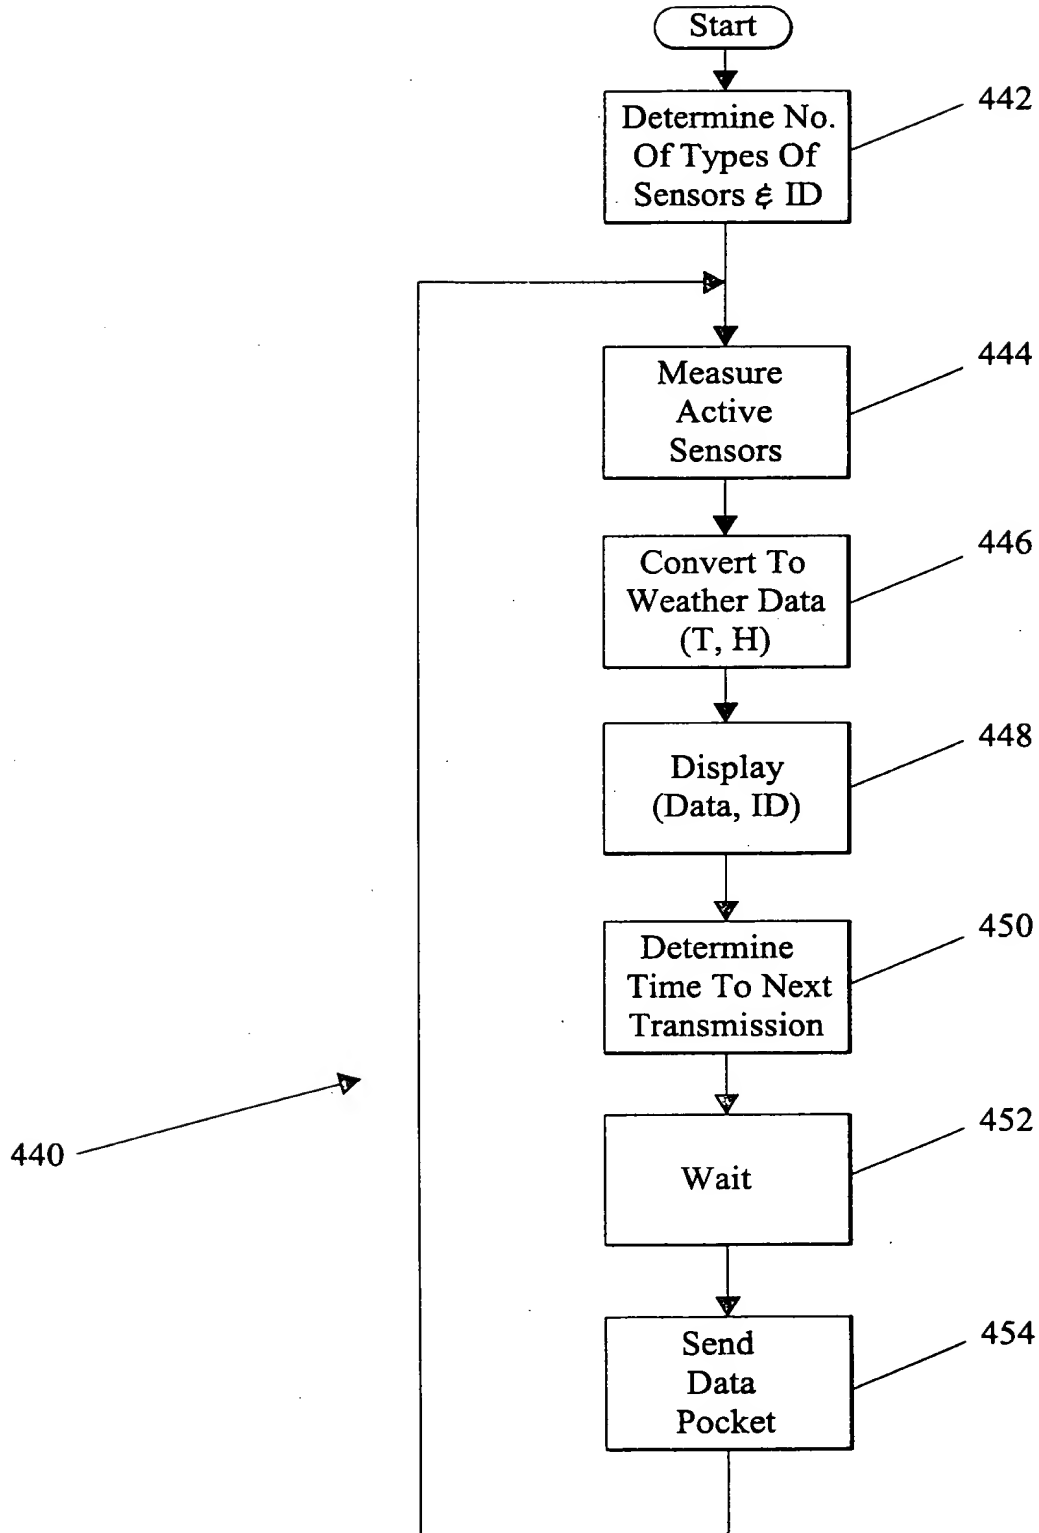 Start
442
Determine No.
Of Types Of
Sensors & ID
444
Measure
Active
Sensors
446
Convert To
Weather Data
(T, H)
448
Display
(Data, ID)
450
Determine
Time To Next
Transmission
440
452
Wait
454
Send
Data
Pocket